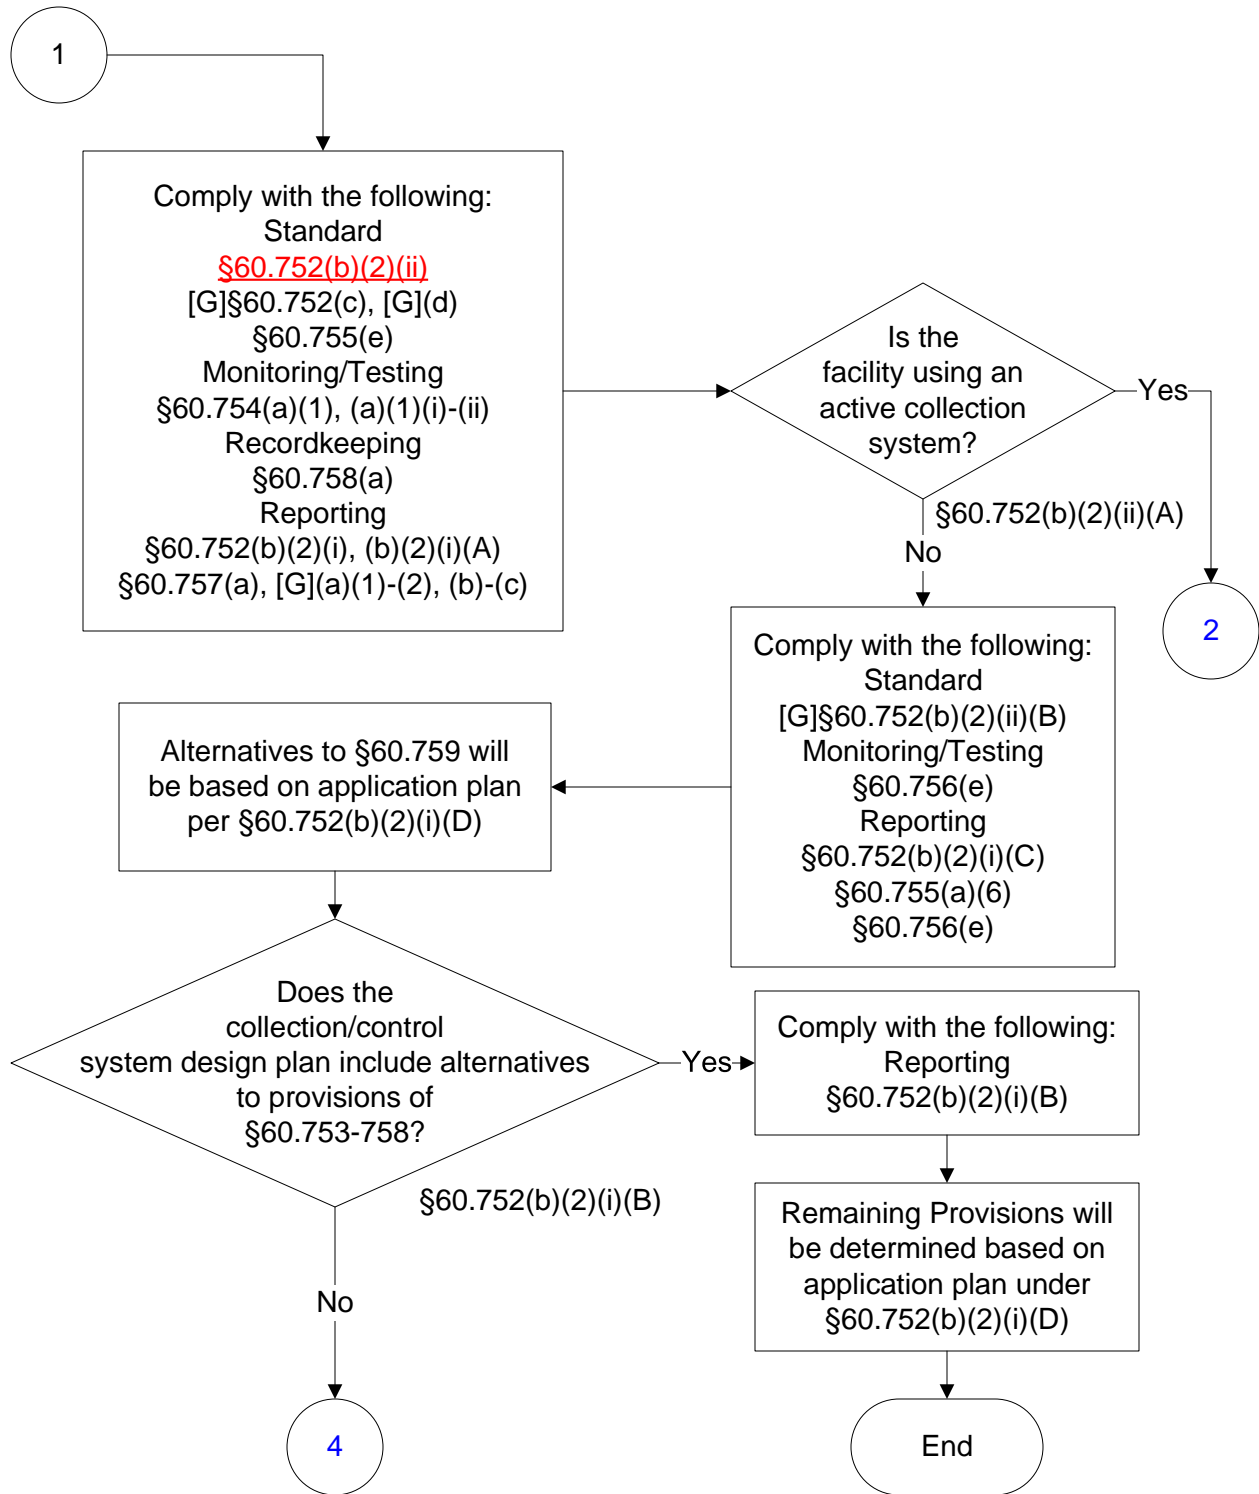 1
Comply with the following:
Standard
§60.752(b)(2)(ii)
[G]§60.752(c), [G](d)
§60.755(e)
Monitoring/Testing
§60.754(a)(1), (a)(1)(i)-(ii)
Recordkeeping
§60.758(a)
Reporting
§60.752(b)(2)(i), (b)(2)(i)(A)
§60.757(a), [G](a)(1)-(2), (b)-(c)
Is the
facility using an
active collection
system?
Yes
§60.752(b)(2)(ii)(A)
No
2
Comply with the following:
Standard
[G]§60.752(b)(2)(ii)(B)
Monitoring/Testing
§60.756(e)
Reporting
§60.752(b)(2)(i)(C)
§60.755(a)(6)
§60.756(e)
Alternatives to §60.759 will
be based on application plan
per §60.752(b)(2)(i)(D)
Does the
collection/control
system design plan include alternatives
to provisions of
§60.753-758?
Yes
§60.752(b)(2)(i)(B)
No
Comply with the following:
Reporting
§60.752(b)(2)(i)(B)
Remaining Provisions will
be determined based on
application plan under
§60.752(b)(2)(i)(D)
4
End